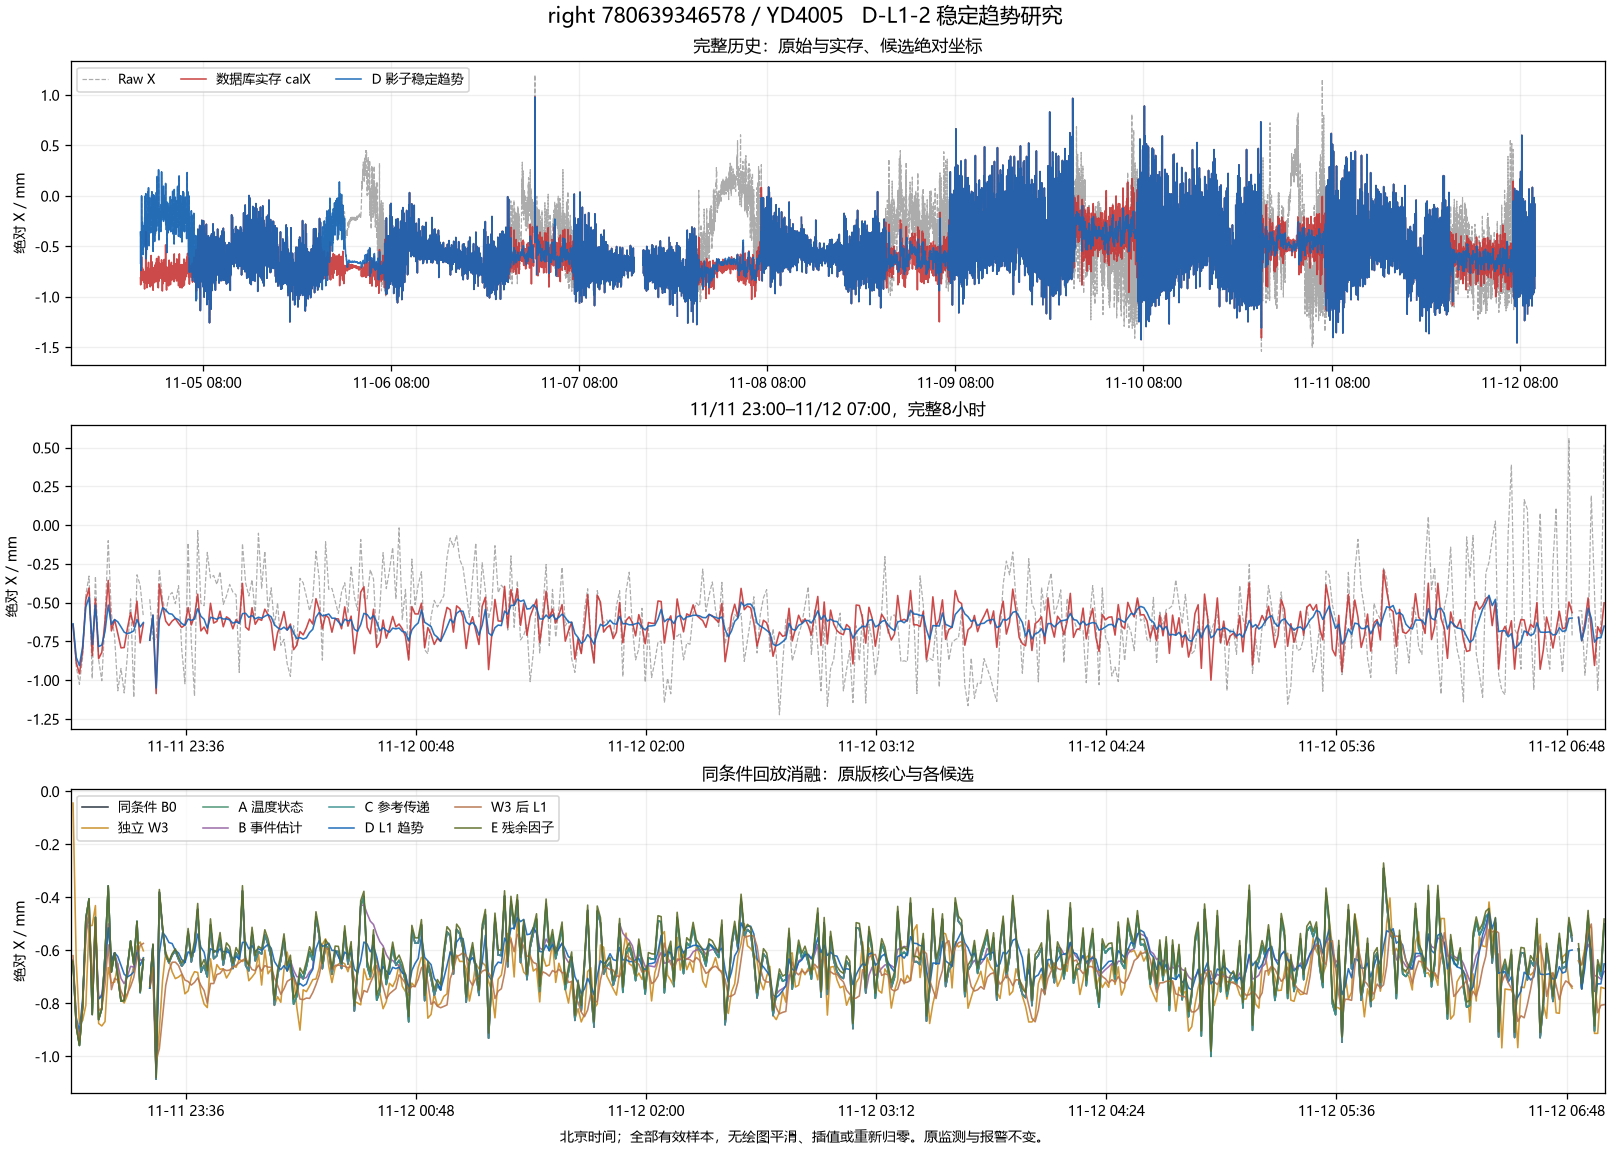 right 780639346578 / YD4005   D-L1-2 稳定趋势研究
完整历史：原始与实存、候选绝对坐标
Raw X   数据库实存 calX   D 影子稳定趋势
绝对 X / mm
1.0
0.5
0.0
-0.5
-1.0
-1.5
11-05 08:00   11-06 08:00   11-07 08:00   11-08 08:00   11-09 08:00   11-10 08:00   11-11 08:00   11-12 08:00
11/11 23:00–11/12 07:00，完整8小时
绝对 X / mm
0.50
0.25
0.00
-0.25
-0.50
-0.75
-1.00
-1.25
11-11 23:36   11-12 00:48   11-12 02:00   11-12 03:12   11-12 04:24   11-12 05:36   11-12 06:48
同条件回放消融：原版核心与各候选
同条件 B0   A 温度状态   C 参考传递   W3 后 L1
独立 W3   B 事件估计   D L1 趋势   E 残余因子
绝对 X / mm
0.0
-0.2
-0.4
-0.6
-0.8
-1.0
11-11 23:36   11-12 00:48   11-12 02:00   11-12 03:12   11-12 04:24   11-12 05:36   11-12 06:48
北京时间；全部有效样本，无绘图平滑、插值或重新归零。原监测与报警不变。